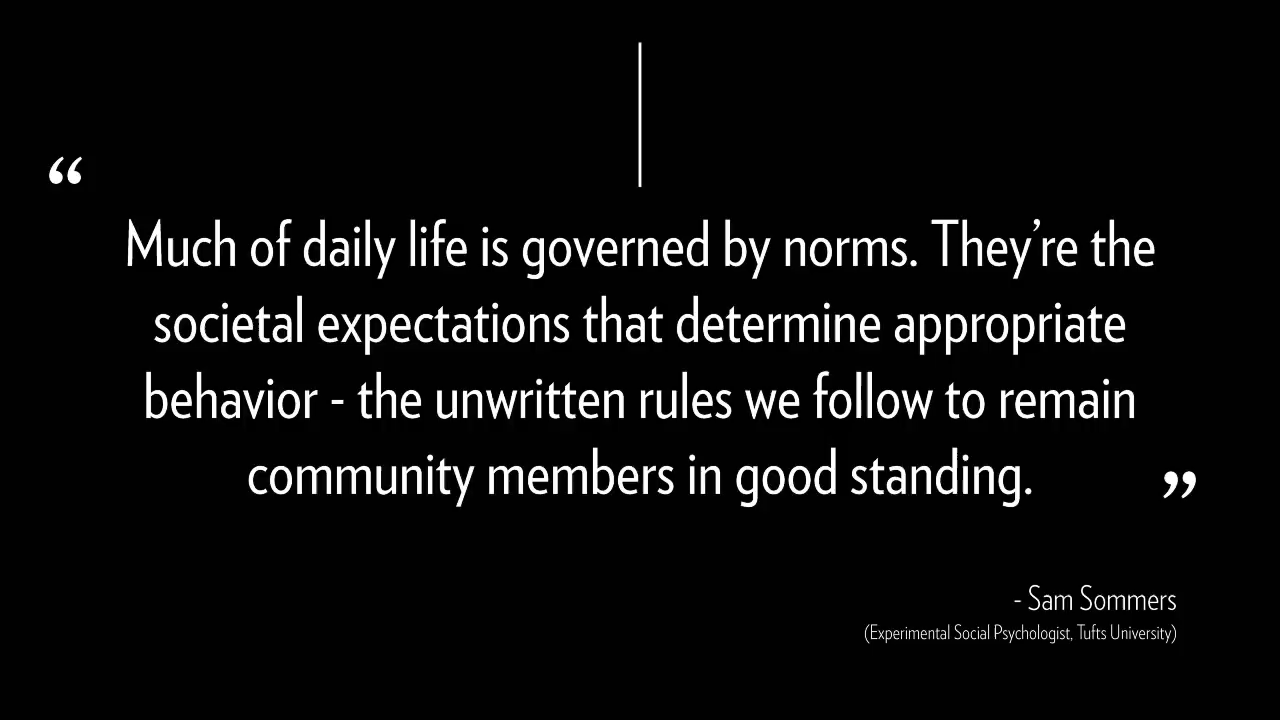 “
Much of daily life is governed by norms. They’re the
societal expectations that determine appropriate
behavior - the unwritten rules we follow to remain
community members in good standing.
”
- Sam Sommers
(Experimental Social Psychologist, Tufts University)